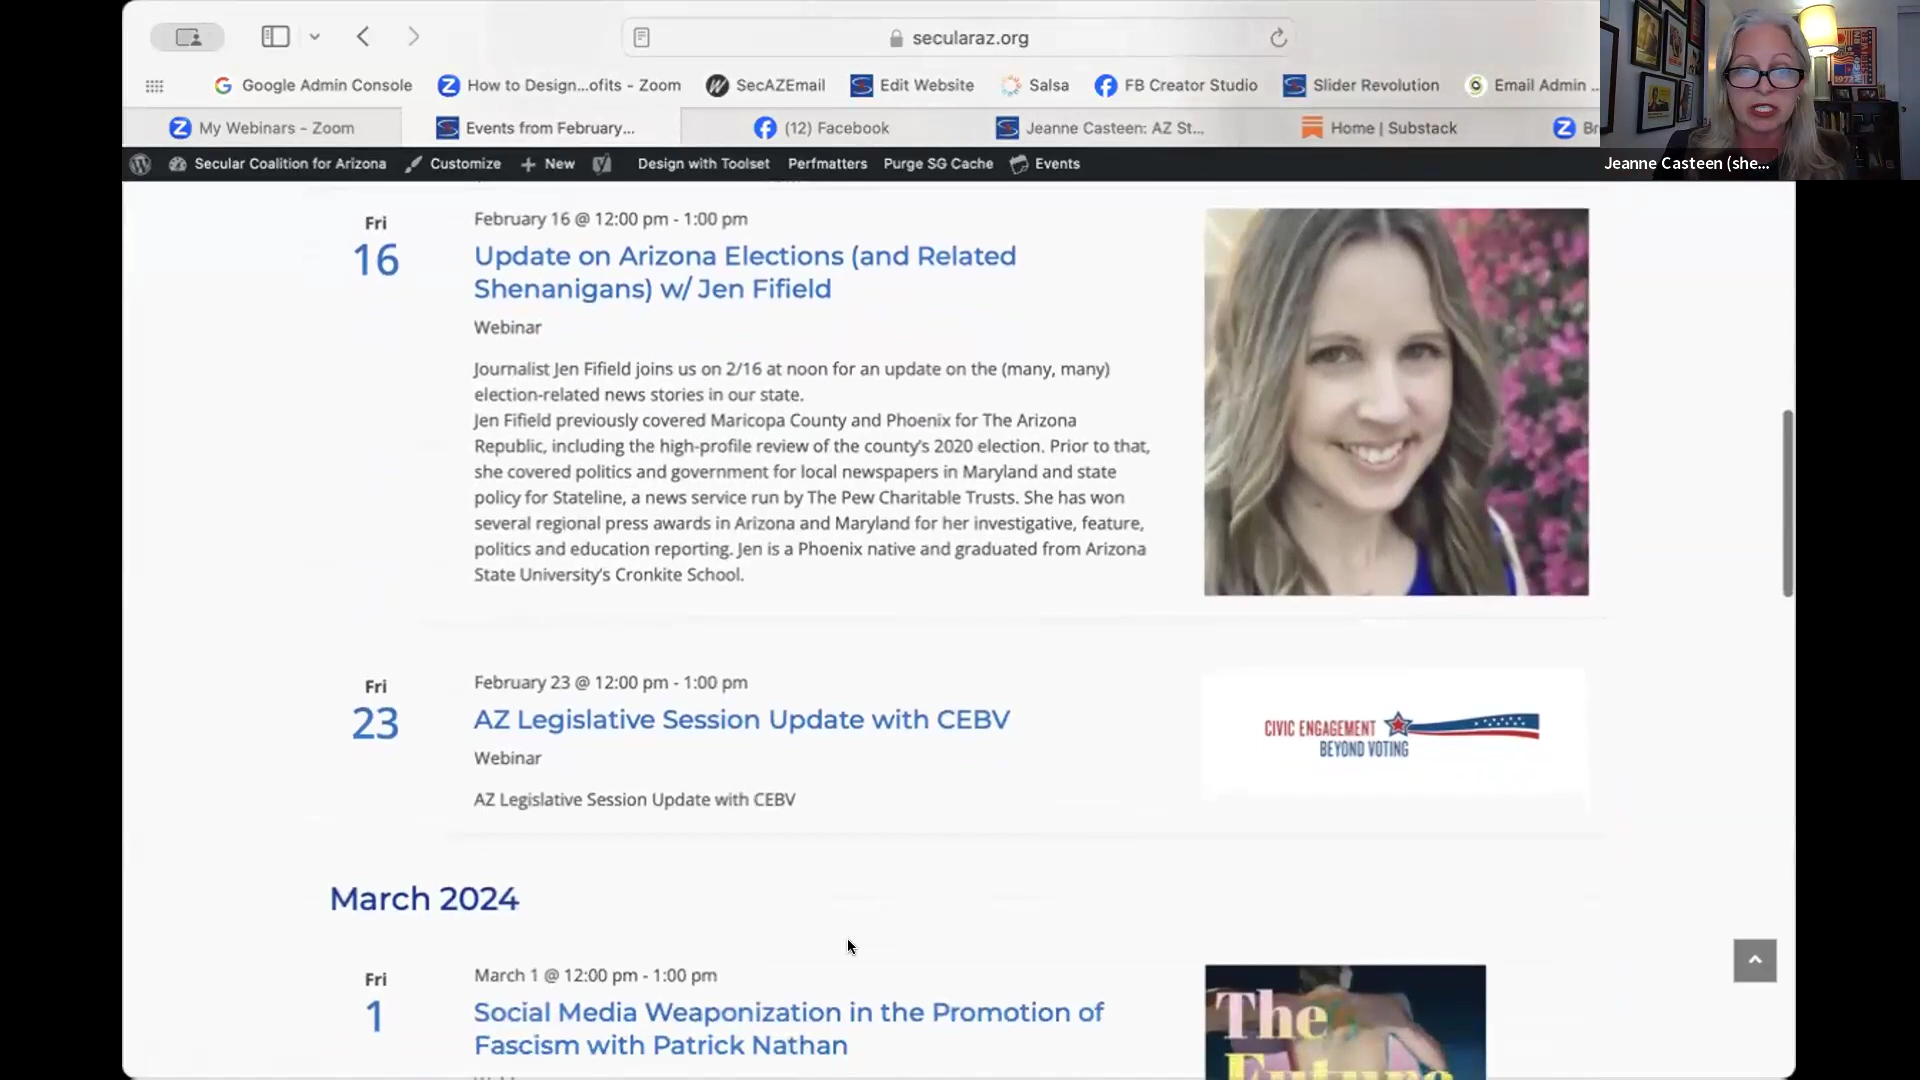 secularaz.org
Google Admin Console
How to Design...ofits - Zoom
SecAZEmail
Edit Website
Salsa
FB Creator Studio
Slider Revolution
Email Admin ...
My Webinars - Zoom
Events from February...
(12) Facebook
Jeanne Casteen: AZ St...
Home | Substack
Br
Jeanne Casteen (she...
Secular Coalition for Arizona
Customize
New
Design with Toolset
Perfmatters
Purge SG Cache
Events
Fri
16
February 16 @ 12:00 pm - 1:00 pm
Update on Arizona Elections (and Related
Shenanigans) w/ Jen Fifield
Webinar
Journalist Jen Fifield joins us on 2/16 at noon for an update on the (many, many)
election-related news stories in our state.
Jen Fifield previously covered Maricopa County and Phoenix for The Arizona
Republic, including the high-profile review of the county's 2020 election. Prior to that,
she covered politics and government for local newspapers in Maryland and state
policy for Stateline, a news service run by The Pew Charitable Trusts. She has won
several regional press awards in Arizona and Maryland for her investigative, feature,
politics and education reporting. Jen is a Phoenix native and graduated from Arizona
State University's Cronkite School.
Fri
23
February 23 @ 12:00 pm - 1:00 pm
AZ Legislative Session Update with CEBV
Webinar
AZ Legislative Session Update with CEBV
CIVIC ENGAGEMENT
BEYOND VOTING
March 2024
Fri
1
March 1 @ 12:00 pm - 1:00 pm
Social Media Weaponization in the Promotion of
Fascism with Patrick Nathan
The
Future